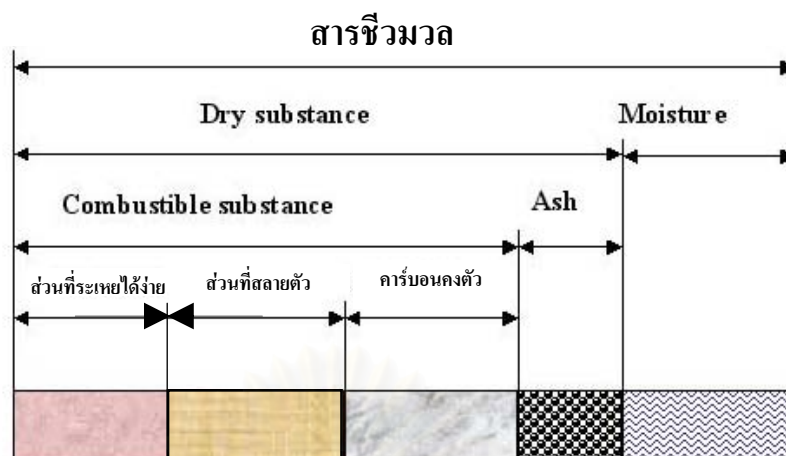 สารชีวมวล
Dry substance
Moisture
Combustible substance
Ash
ส่วนที่ระเหยได้ง่าย
ส่วนที่สลายตัว
คาร์บอนคงตัว